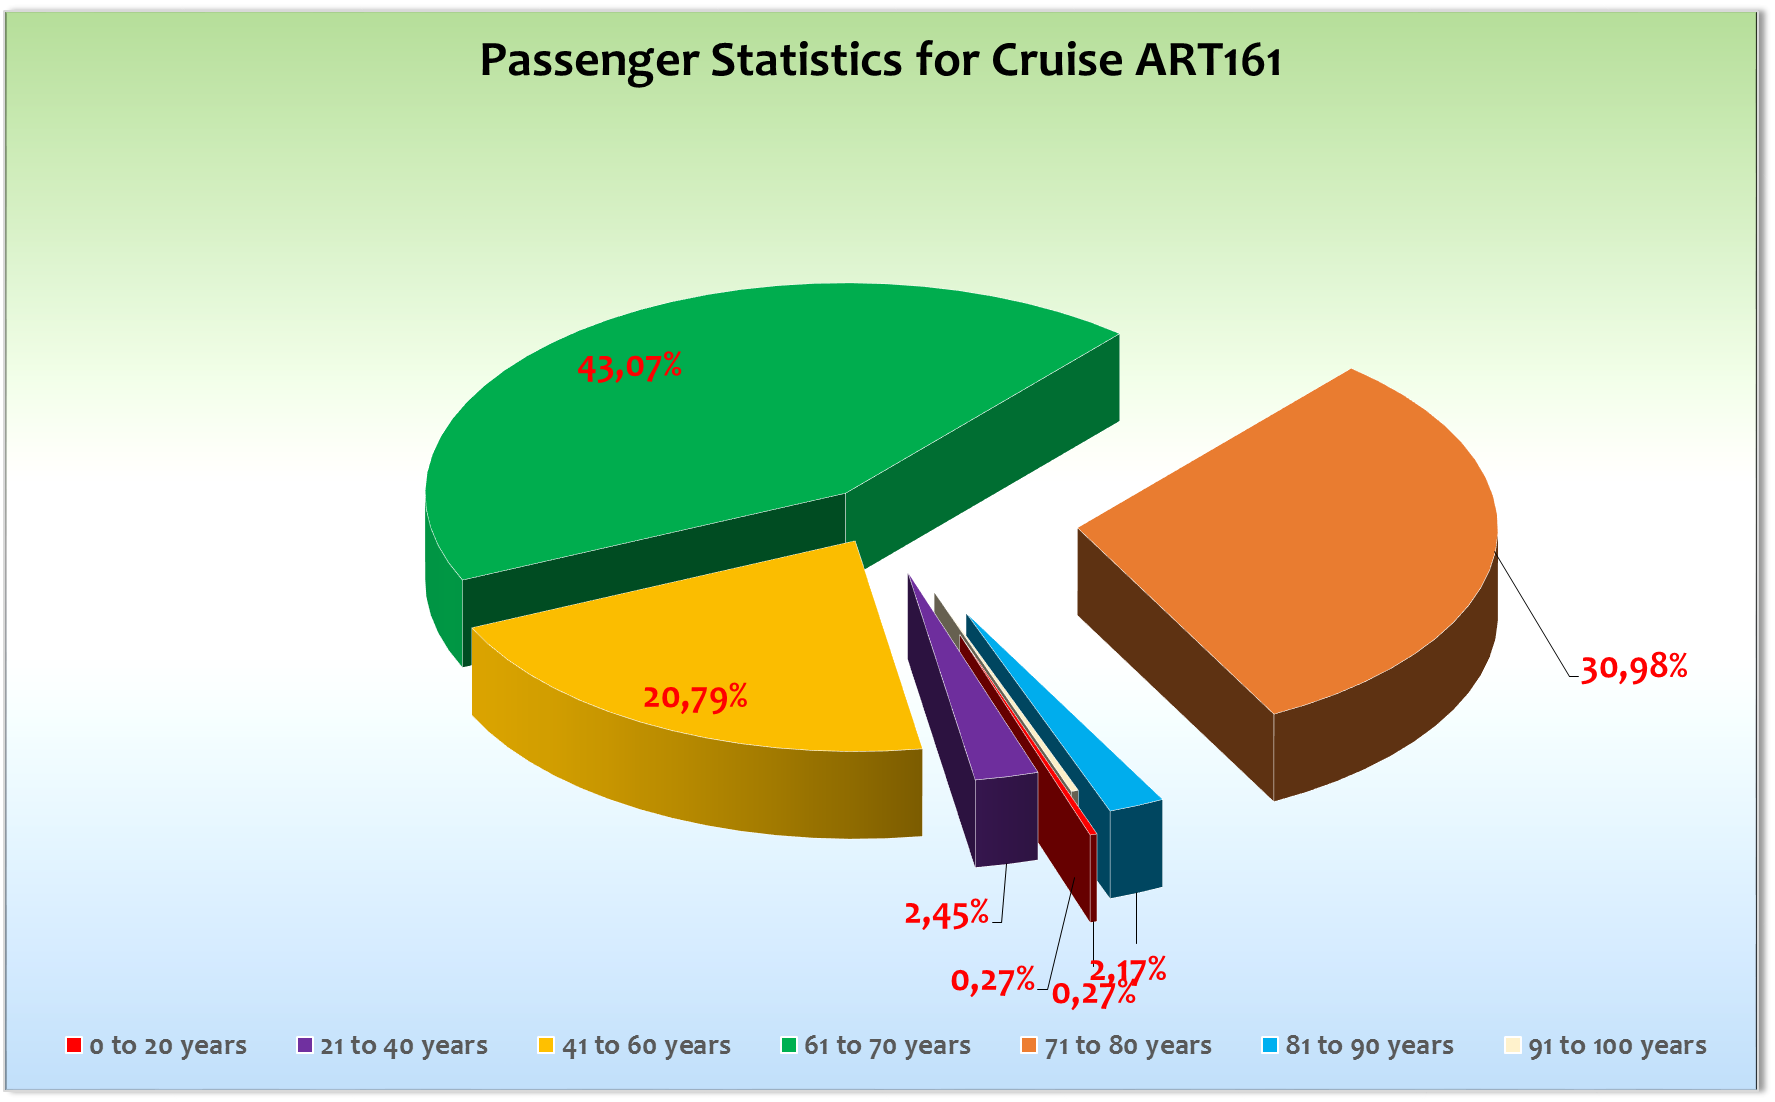 Passenger Statistics for Cruise ART161
43,07%
30,98%
20,79%
2,45%
0,27%
2,17%
0,27%
0 to 20 years
21 to 40 years
41 to 60 years
61 to 70 years
71 to 80 years
81 to 90 years
91 to 100 years